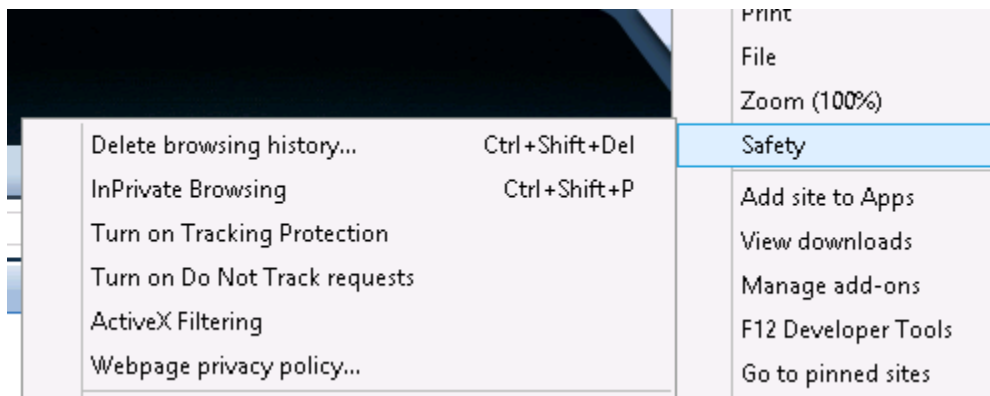 Print
File
Zoom (100%)
Safety
Add site to Apps
View downloads
Manage add-ons
F12 Developer Tools
Go to pinned sites
Delete browsing history... Ctrl+Shift+Del
InPrivate Browsing Ctrl+Shift+P
Turn on Tracking Protection
Turn on Do Not Track requests
ActiveX Filtering
Webpage privacy policy...